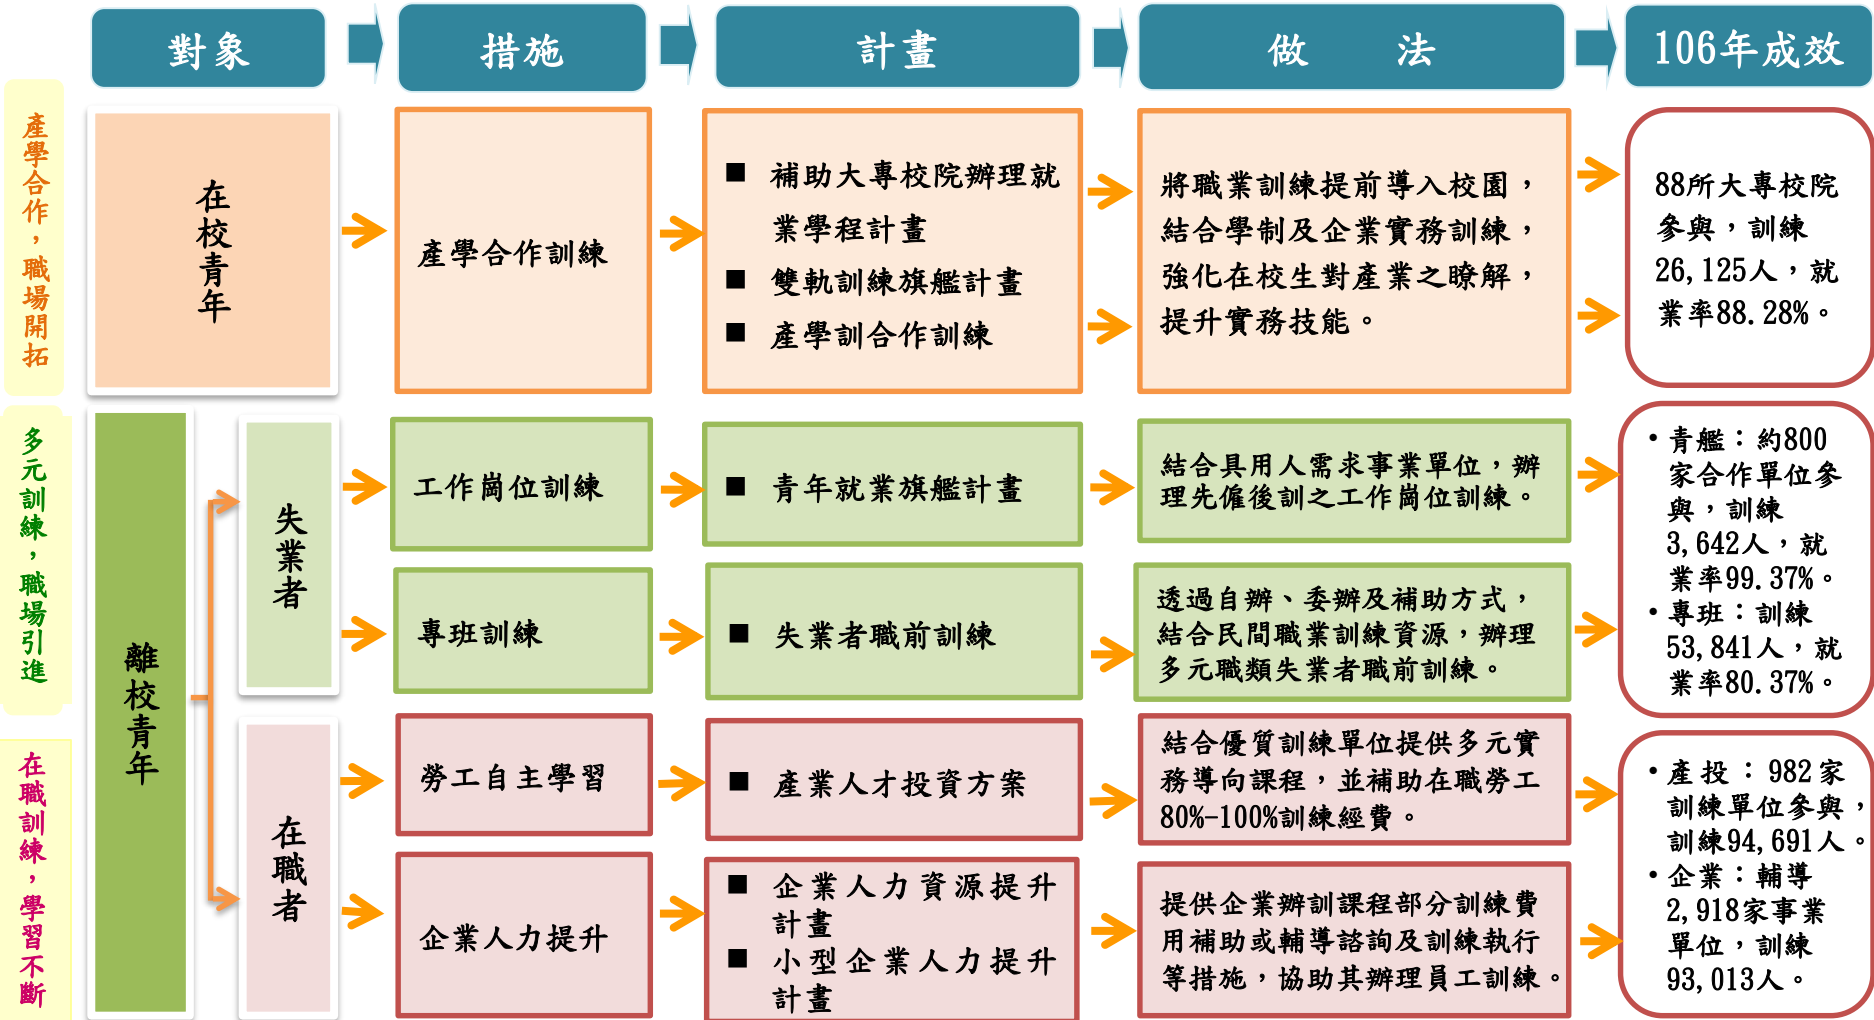 對象
措施
計畫
做 法
106年成效
產學合作，職場開拓
在校青年
產學合作訓練
■ 補助大專校院辦理就
業學程計畫
■ 雙軌訓練旗艦計畫
■ 產學訓合作訓練
將職業訓練提前導入校園，
結合學制及企業實務訓練，
強化在校生對產業之瞭解，
提升實務技能。
88所大專校院
參與，訓練
26,125人，就
業率88.28%。
多元訓練，職場引進
離校青年
失業者
工作崗位訓練
■ 青年就業旗艦計畫
結合具用人需求事業單位，辦
理先僱後訓之工作崗位訓練。
專班訓練
■ 失業者職前訓練
透過自辦、委辦及補助方式，
結合民間職業訓練資源，辦理
多元職類失業者職前訓練。
• 青艦：約800
家合作單位參
與，訓練
3,642人，就
業率99.37%。
• 專班：訓練
53,841人，就
業率80.37%。
在職訓練，學習不斷
在職者
勞工自主學習
■ 產業人才投資方案
結合優質訓練單位提供多元實
務導向課程，並補助在職勞工
80%-100%訓練經費。
企業人力提升
■ 企業人力資源提升
計畫
■ 小型企業人力提升
計畫
提供企業辦訓課程部分訓練費
用補助或輔導諮詢及訓練執行
等措施，協助其辦理員工訓練。
• 產投：982家
訓練單位參與，
訓練94,691人。
• 企業：輔導
2,918家事業
單位，訓練
93,013人。